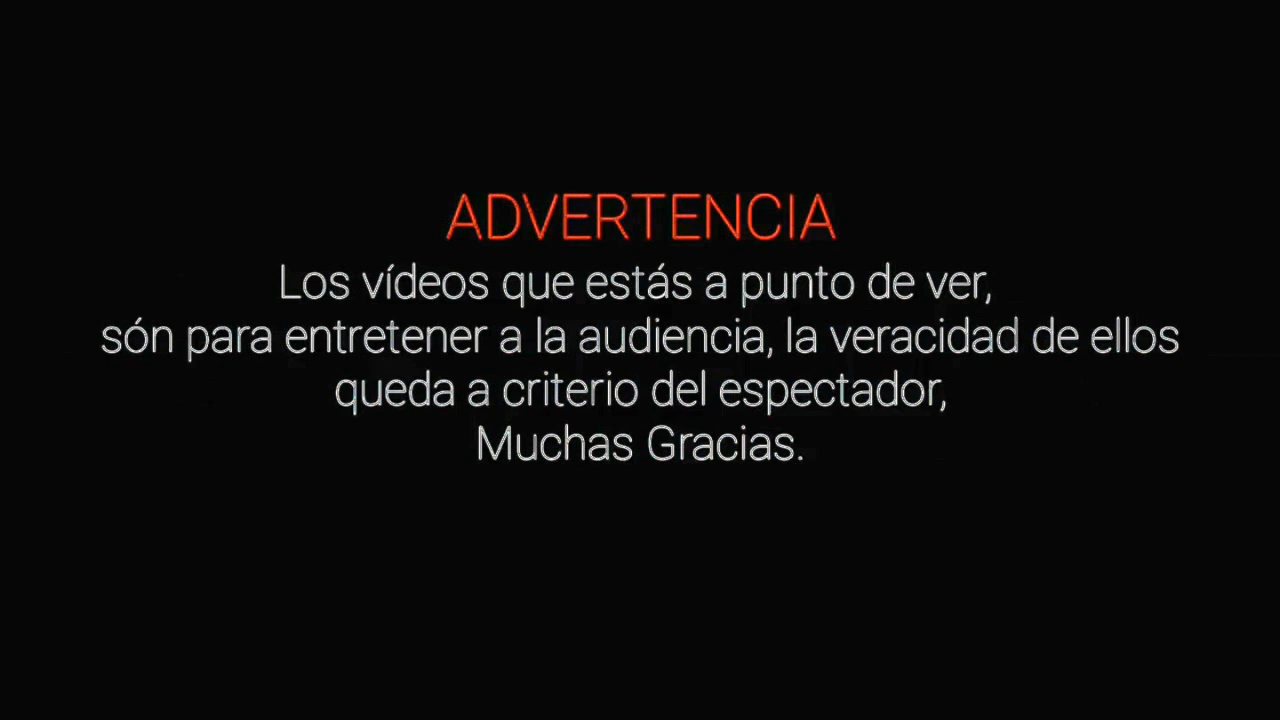 ADVERTENCIA
Los vídeos que estás a punto de ver,
són para entretener a la audiencia, la veracidad de ellos
queda a criterio del espectador,
Muchas Gracias.